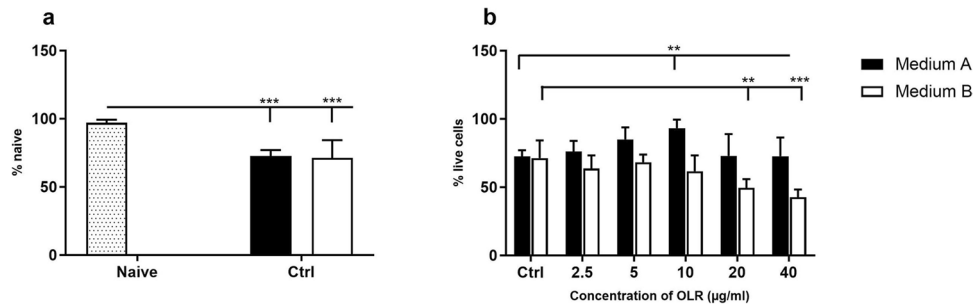 a
150
100
50
0
% naive
***
***
Naive
Ctrl
b
150
100
50
0
% live cells
**
**
***
Ctrl
2.5
5
10
20
40
Concentration of OLR (μg/ml)
Medium A
Medium B